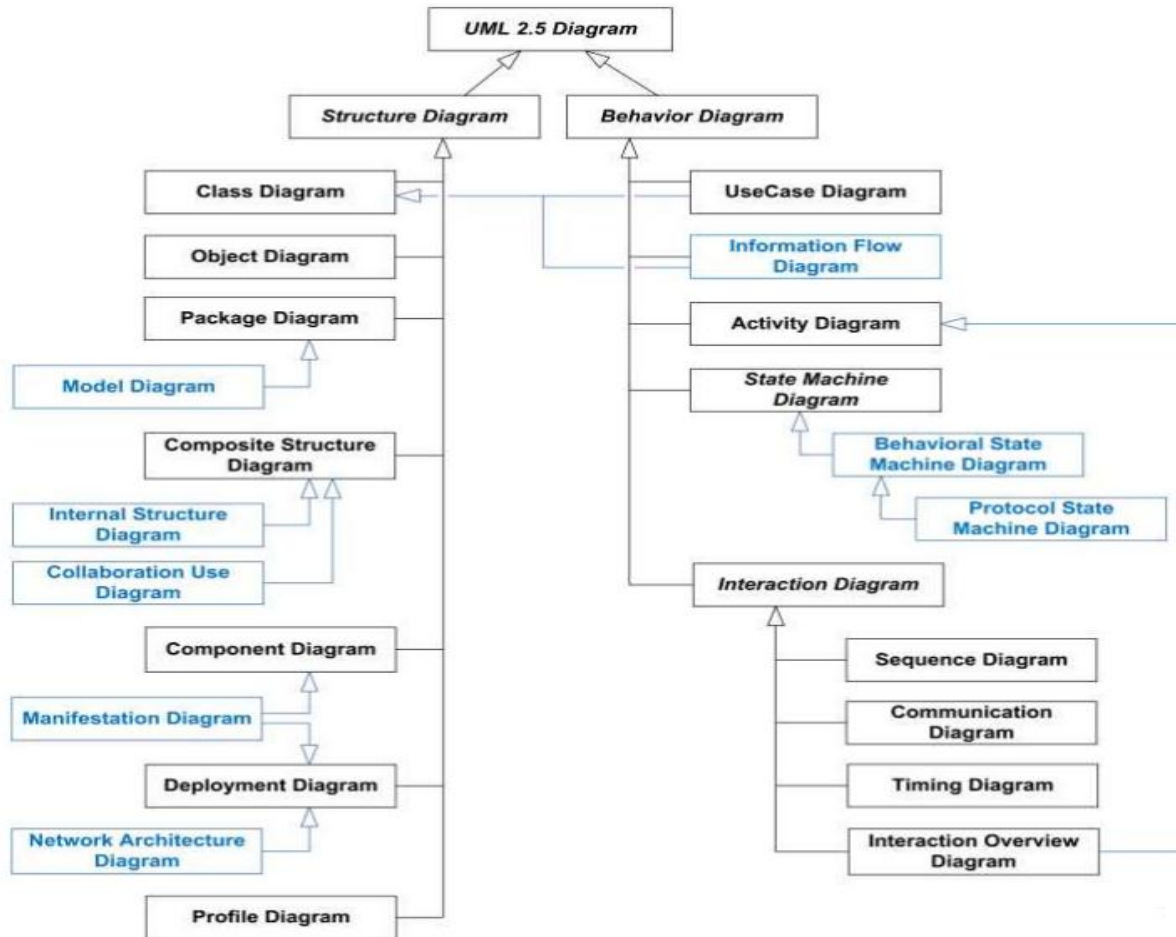 UML 2.5 Diagram
Structure Diagram
Behavior Diagram
Class Diagram
UseCase Diagram
Object Diagram
Information Flow
Diagram
Package Diagram
Activity Diagram
Model Diagram
State Machine
Diagram
Composite Structure
Diagram
Behavioral State
Machine Diagram
Internal Structure
Diagram
Protocol State
Machine Diagram
Collaboration Use
Diagram
Interaction Diagram
Component Diagram
Sequence Diagram
Manifestation Diagram
Communication
Diagram
Deployment Diagram
Timing Diagram
Network Architecture
Diagram
Interaction Overview
Diagram
Profile Diagram